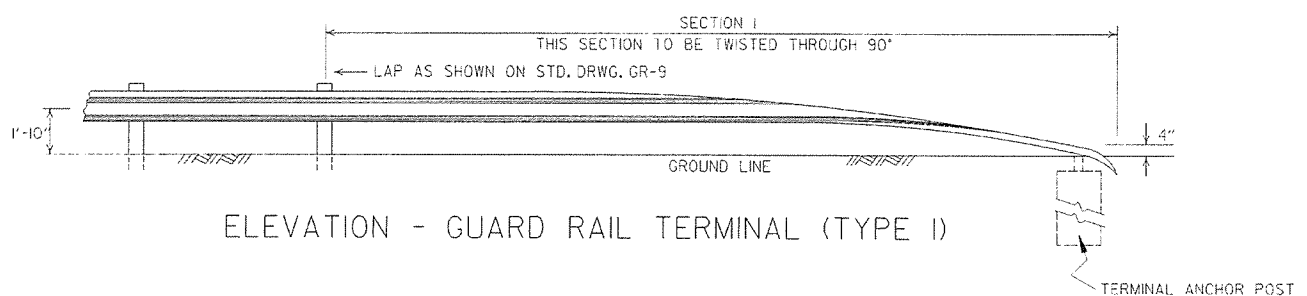 SECTION I
THIS SECTION TO BE TWISTED THROUGH 90°
LAP AS SHOWN ON STD. DRWG. GR-9
1'-10"
4"
GROUND LINE
ELEVATION - GUARD RAIL TERMINAL (TYPE I)
TERMINAL ANCHOR POST